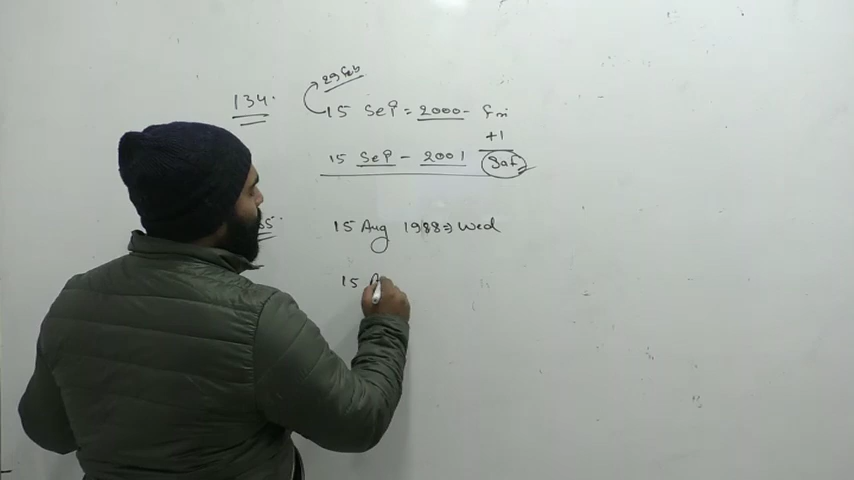 29 Feb
134.
15 Sep = 2000 - Fri
+1
15 Sep - 2001 Sat
15 Aug 1988 => Wed
15 A